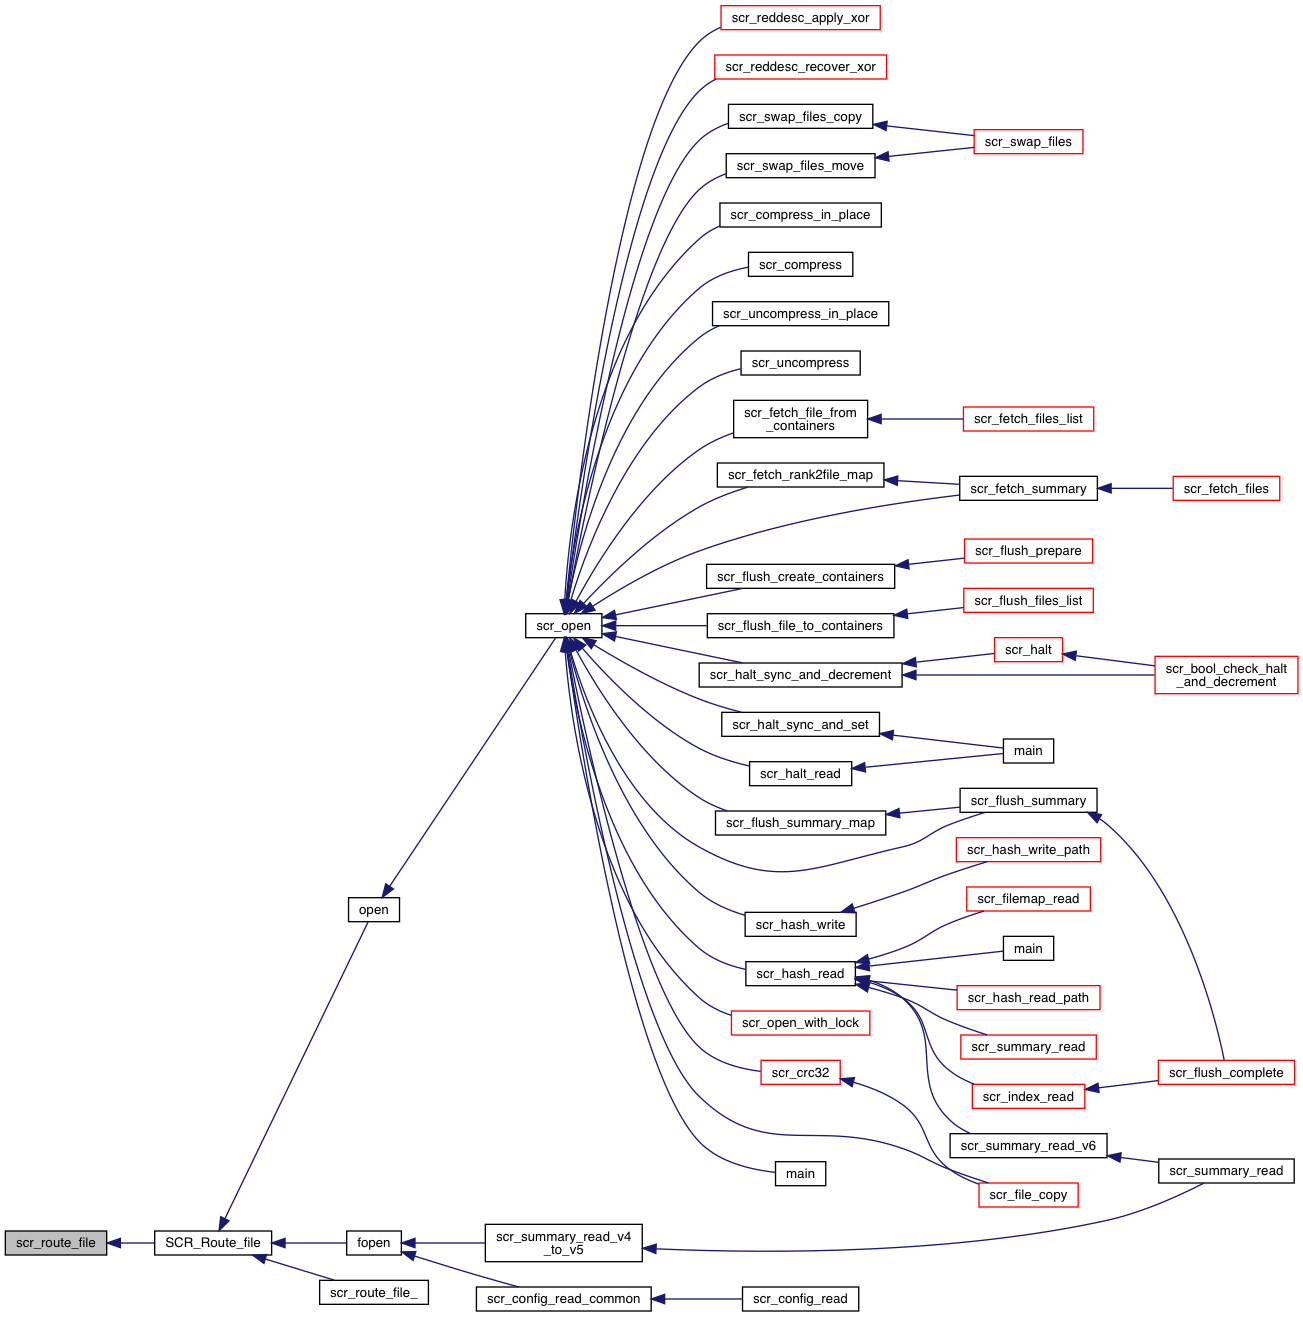 scr_reddesc_apply_xor
scr_reddesc_recover_xor
scr_swap_files_copy
scr_swap_files
scr_swap_files_move
scr_compress_in_place
scr_compress
scr_uncompress_in_place
scr_uncompress
scr_fetch_file_from
_containers
scr_fetch_files_list
scr_fetch_rank2file_map
scr_fetch_summary
scr_fetch_files
scr_flush_prepare
scr_flush_create_containers
scr_flush_files_list
scr_open
scr_flush_file_to_containers
scr_halt
scr_halt_sync_and_decrement
scr_bool_check_halt
_and_decrement
scr_halt_sync_and_set
main
scr_halt_read
scr_flush_summary
scr_flush_summary_map
scr_hash_write_path
scr_filemap_read
open
scr_hash_write
main
scr_hash_read
scr_hash_read_path
scr_open_with_lock
scr_summary_read
scr_crc32
scr_flush_complete
scr_index_read
scr_summary_read_v6
main
scr_summary_read
scr_file_copy
scr_route_file
SCR_Route_file
fopen
scr_summary_read_v4
_to_v5
scr_route_file_
scr_config_read_common
scr_config_read